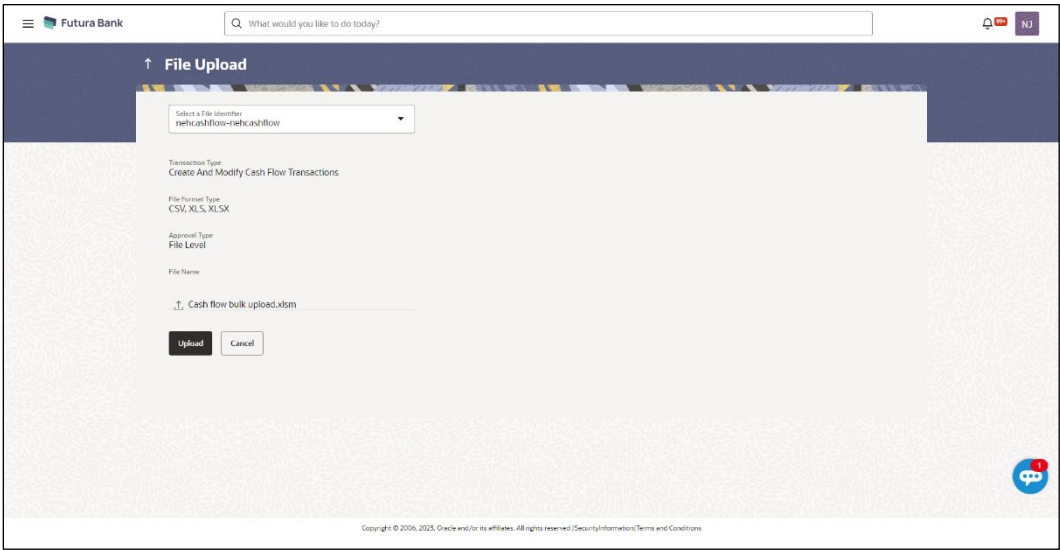 Futura Bank
What would you like to do today?
99+
NJ
File Upload
Select a File Identifier
nehcashflow-nehcashflow
Transaction Type
Create And Modify Cash Flow Transactions
File Format Type
CSV, XLS, XLSX
Approval Type
File Level
File Name
Cash flow bulk upload.xlsm
Upload
Cancel
1
Copyright © 2006, 2025, Oracle and/or its affiliates. All rights reserved.|SecurityInformation|Terms and Conditions